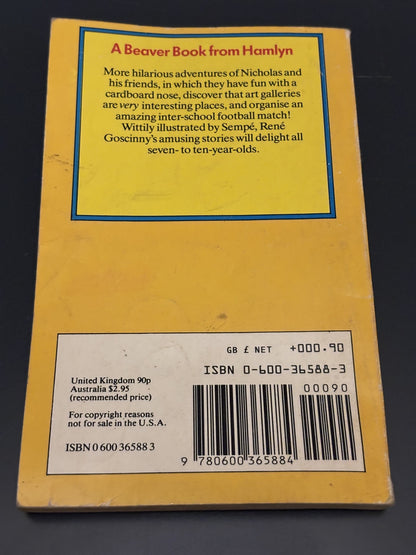 A Beaver Book from Hamlyn
More hilarious adventures of Nicholas and
his friends, in which they have fun with a
cardboard nose, discover that art galleries
are very interesting places, and organise an
amazing inter-school football match!
Wittily illustrated by Sempé, René
Goscinny's amusing stories will delight all
seven- to ten-year-olds.
GB £ NET +000.90
ISBN 0-600-36588-3
00090
United Kingdom 90p
Australia $2.95
(recommended price)
For copyright reasons
not for sale in the U.S.A.
ISBN 0 600 36588 3
9 780600 365884